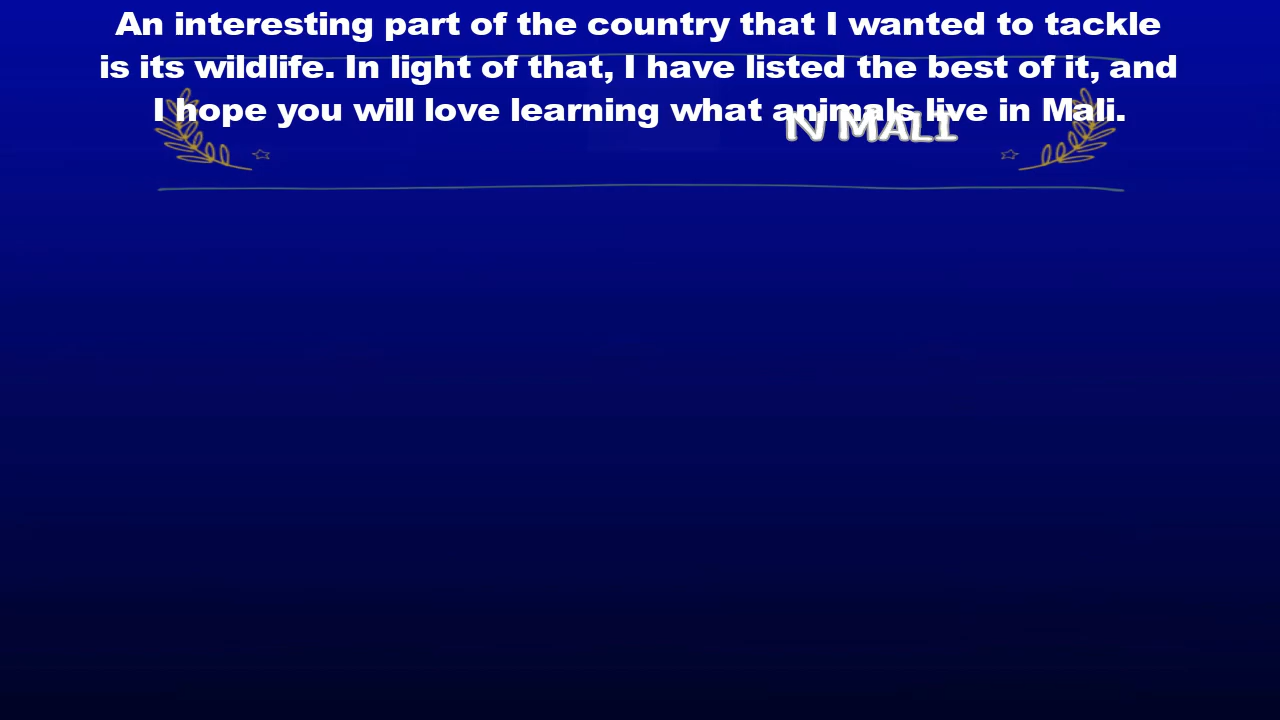 An interesting part of the country that I wanted to tackle
is its wildlife. In light of that, I have listed the best of it, and
I hope you will love learning what animals live in Mali.
N MALI